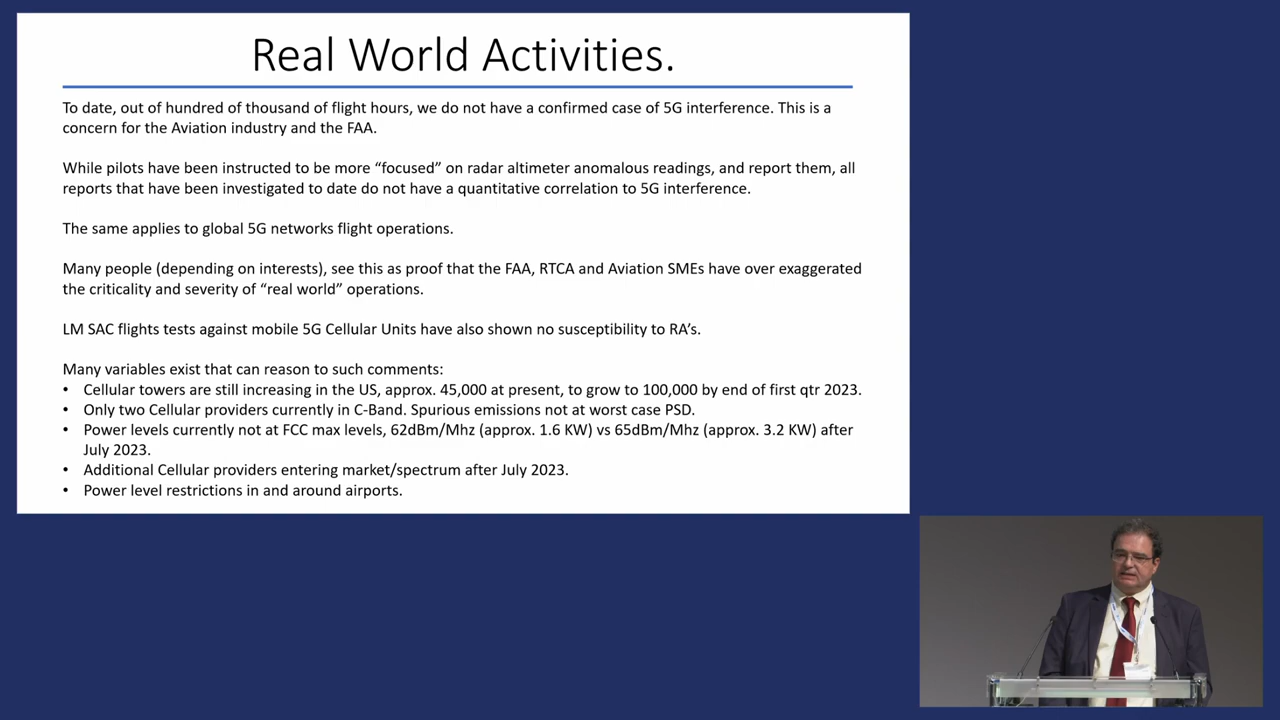 Real World Activities.
To date, out of hundred of thousand of flight hours, we do not have a confirmed case of 5G interference. This is a
concern for the Aviation industry and the FAA.
While pilots have been instructed to be more “focused” on radar altimeter anomalous readings, and report them, all
reports that have been investigated to date do not have a quantitative correlation to 5G interference.
The same applies to global 5G networks flight operations.
Many people (depending on interests), see this as proof that the FAA, RTCA and Aviation SMEs have over exaggerated
the criticality and severity of “real world” operations.
LM SAC flights tests against mobile 5G Cellular Units have also shown no susceptibility to RA’s.
Many variables exist that can reason to such comments:
• Cellular towers are still increasing in the US, approx. 45,000 at present, to grow to 100,000 by end of first qtr 2023.
• Only two Cellular providers currently in C-Band. Spurious emissions not at worst case PSD.
• Power levels currently not at FCC max levels, 62dBm/Mhz (approx. 1.6 KW) vs 65dBm/Mhz (approx. 3.2 KW) after
July 2023.
• Additional Cellular providers entering market/spectrum after July 2023.
• Power level restrictions in and around airports.